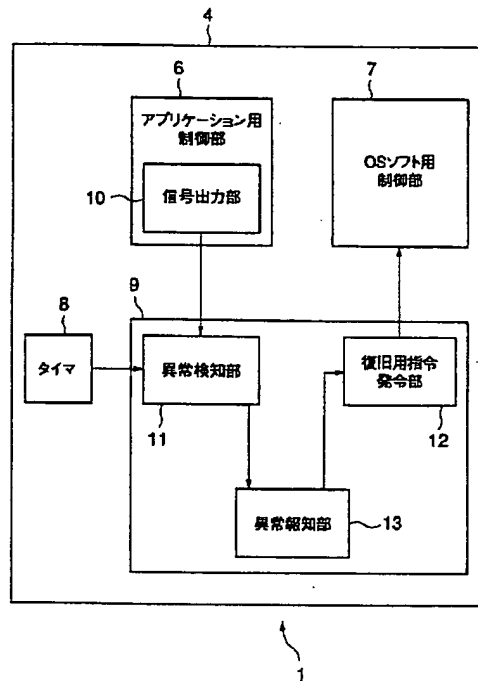 4
6
7
アプリケーション用
制御部
OSソフト用
制御部
10
信号出力部
9
8
タイマ
異常検知部
復旧用指令
発令部
11
12
異常報知部
13
1